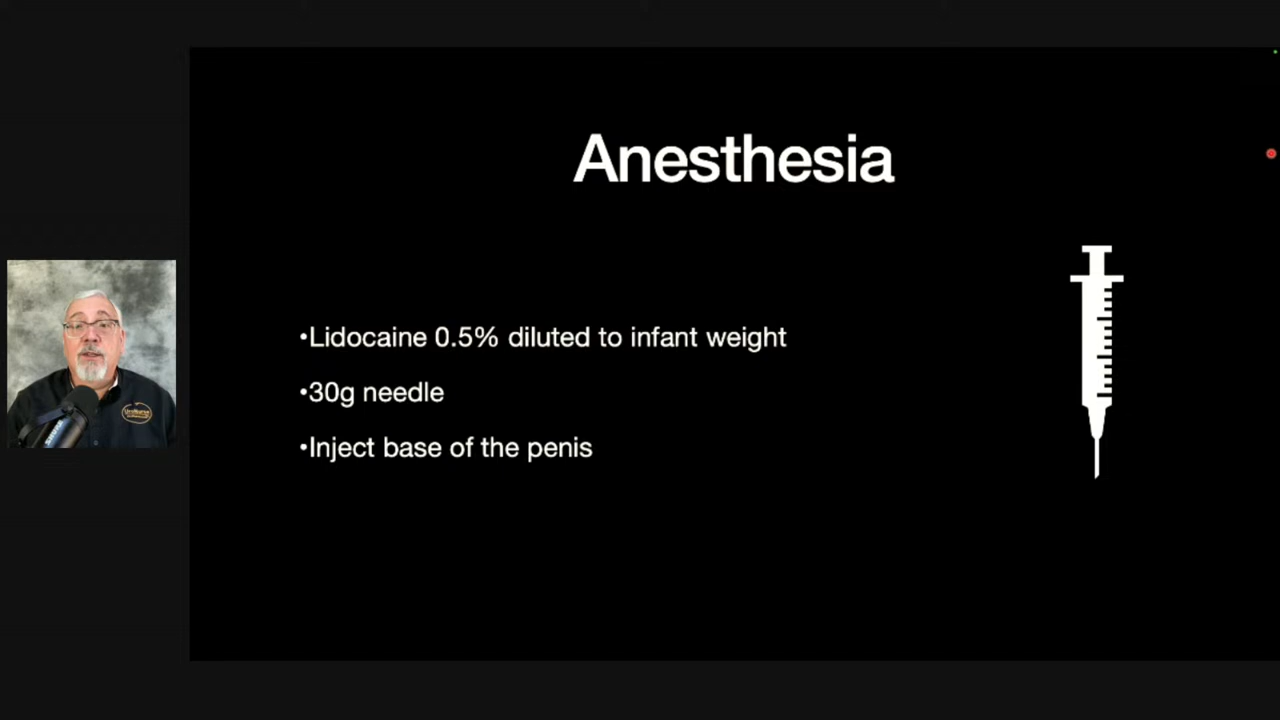 Anesthesia
•Lidocaine 0.5% diluted to infant weight
•30g needle
•Inject base of the penis